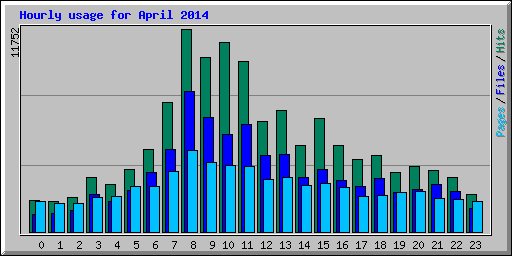 Hourly usage for April 2014
11752
Pages/Files/Hits
0 1 2 3 4 5 6 7 8 9 10 11 12 13 14 15 16 17 18 19 20 21 22 23